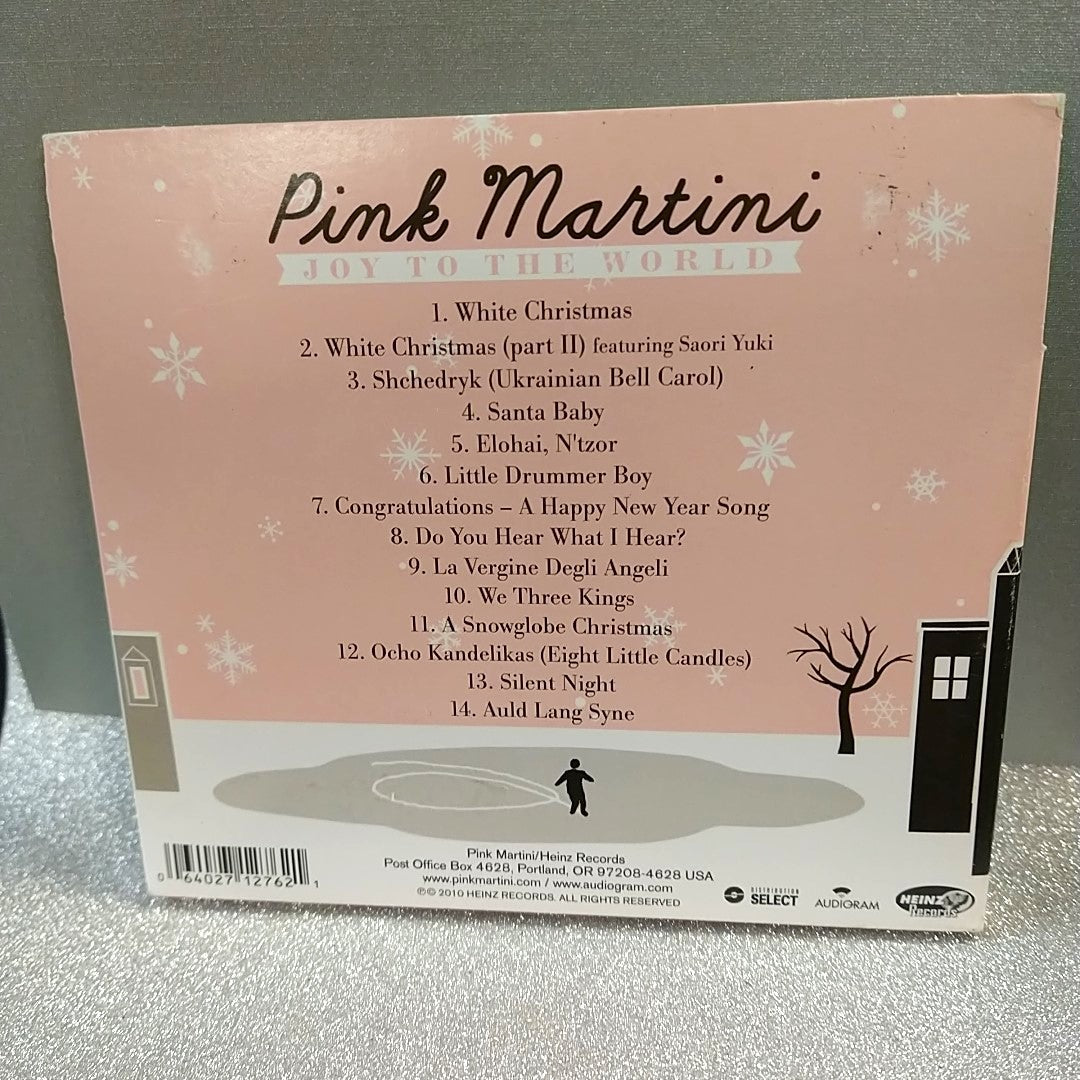 Pink Martini
JOY TO THE WORLD
1. White Christmas
2. White Christmas (part II) featuring Saori Yuki
3. Shchedryk (Ukrainian Bell Carol)
4. Santa Baby
5. Elohai, N'tzor
6. Little Drummer Boy
7. Congratulations – A Happy New Year Song
8. Do You Hear What I Hear?
9. La Vergine Degli Angeli
10. We Three Kings
11. A Snowglobe Christmas
12. Ocho Kandelikas (Eight Little Candles)
13. Silent Night
14. Auld Lang Syne
Pink Martini/Heinz Records
Post Office Box 4628, Portland, OR 97208-4628 USA
www.pinkmartini.com / www.audiogram.com
℗© 2010 HEINZ RECORDS. ALL RIGHTS RESERVED
0 64027 12762 1
DISTRIBUTION
SELECT
AUDIOGRAM
HEINZ
Records